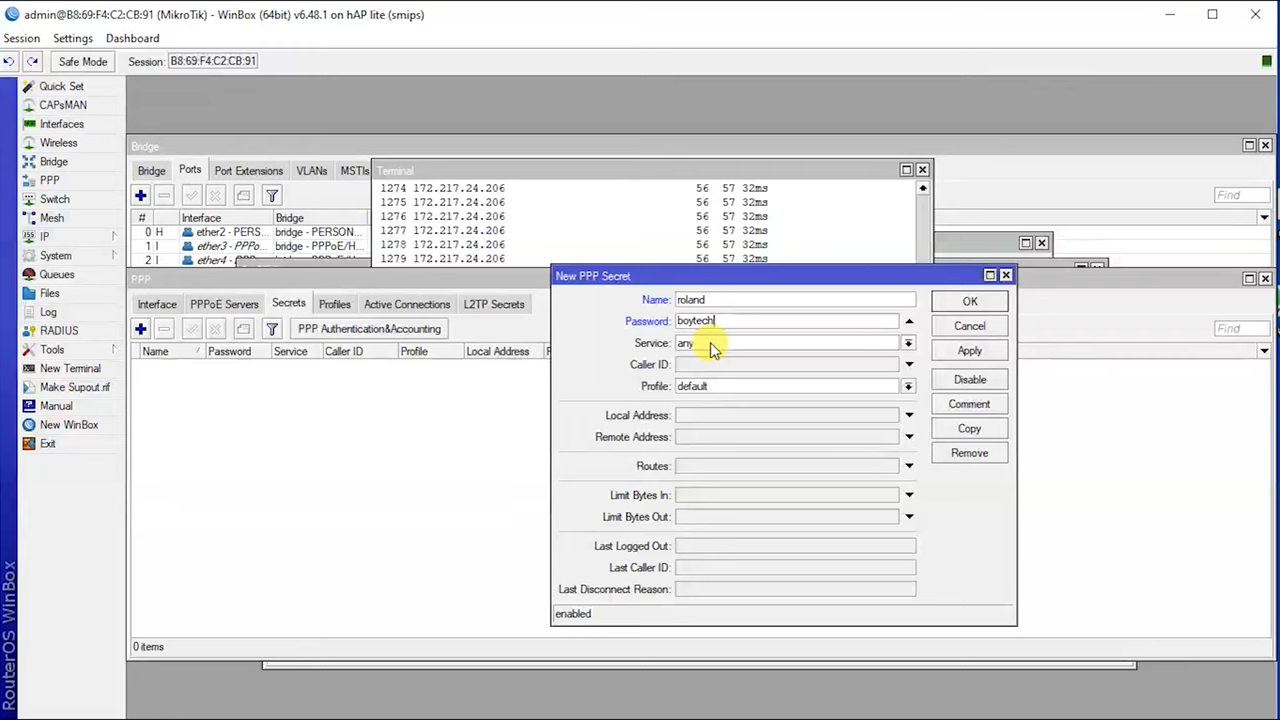 admin@B8:69:F4:C2:CB:91 (MikroTik) - WinBox (64bit) v6.48.1 on hAP lite (smips)
Session Settings Dashboard
Safe Mode Session: B8:69:F4:C2:CB:91
Quick Set
CAPsMAN
Interfaces
Wireless
Bridge
PPP
Switch
Mesh
IP
System
Queues
Files
Log
RADIUS
Tools
New Terminal
Make Supout.rif
Manual
New WinBox
Exit
RouterOS WinBox
Bridge
Bridge Ports Port Extensions VLANs MSTIs
Find
# Interface Bridge
0 H ether2 - PERS... bridge - PERSON...
1 I ether3 - PPPo... bridge - PPPoE/H...
2 I ether4 -
Terminal
1274 172.217.24.206 56 57 32ms
1275 172.217.24.206 56 57 32ms
1276 172.217.24.206 56 57 32ms
1277 172.217.24.206 56 57 32ms
1278 172.217.24.206 56 57 32ms
1279 172.217.24.206 56 57 32ms
PPP
Interface PPPoE Servers Secrets Profiles Active Connections L2TP Secrets
PPP Authentication&Accounting
Find
Name Password Service Caller ID Profile Local Address
0 items
New PPP Secret
Name: roland
Password: boytech
Service: any
Caller ID:
Profile: default
Local Address:
Remote Address:
Routes:
Limit Bytes In:
Limit Bytes Out:
Last Logged Out:
Last Caller ID:
Last Disconnect Reason:
enabled
OK
Cancel
Apply
Disable
Comment
Copy
Remove